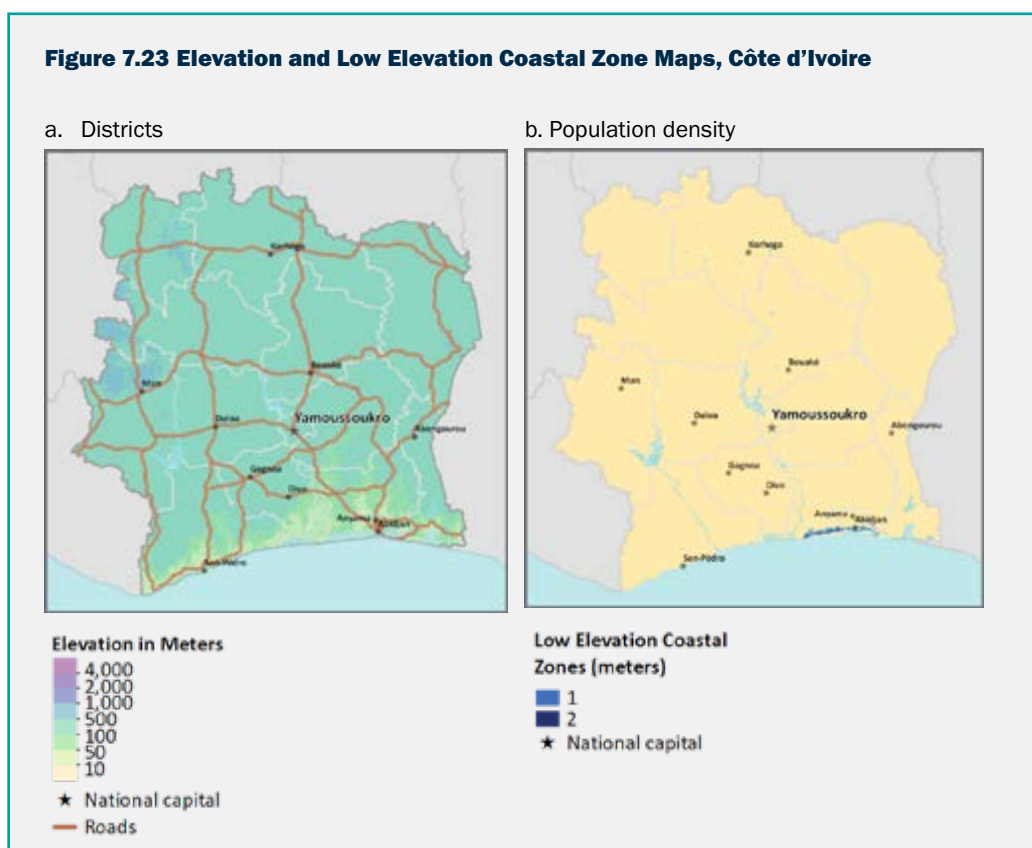 Figure 7.23 Elevation and Low Elevation Coastal Zone Maps, Côte d’Ivoire
a. Districts
b. Population density
Korhogo
Man
Bouaké
Daloa
Yamoussoukro
Abengourou
Gagnoa
Divo
Anyama
Abidjan
San-Pédro
Korhogo
Bouaké
Man
Daloa
Yamoussoukro
Abengourou
Gagnoa
Divo
Anyama
Abidjan
San-Pédro
Elevation in Meters
4,000
2,000
1,000
500
100
50
10
National capital
Roads
Low Elevation Coastal
Zones (meters)
1
2
National capital